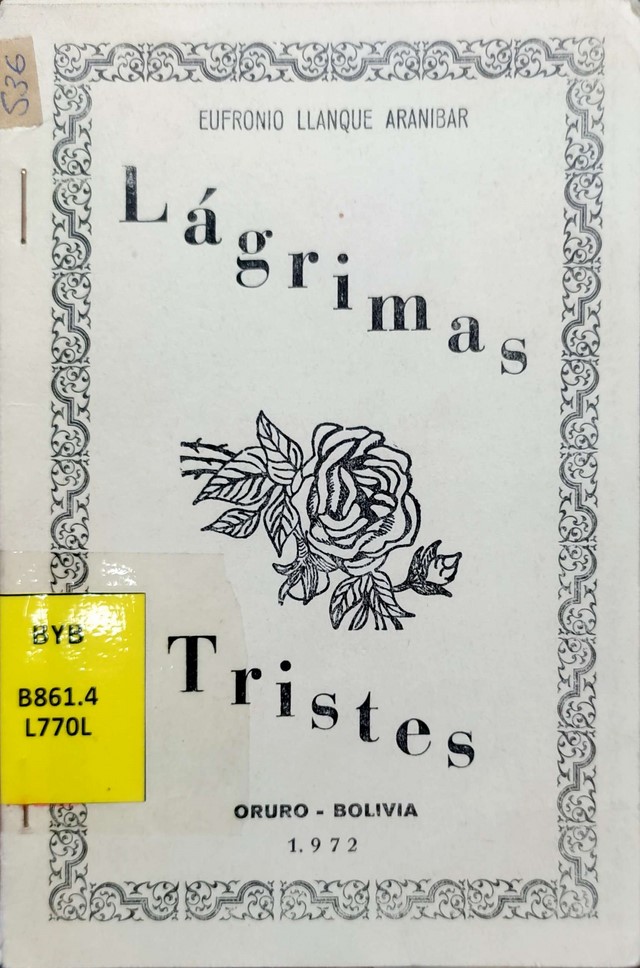 536
EUFRONIO LLANQUE ARANIBAR
Lágrimas
Tristes
BYB
B861.4
L770L
ORURO - BOLIVIA
1.972